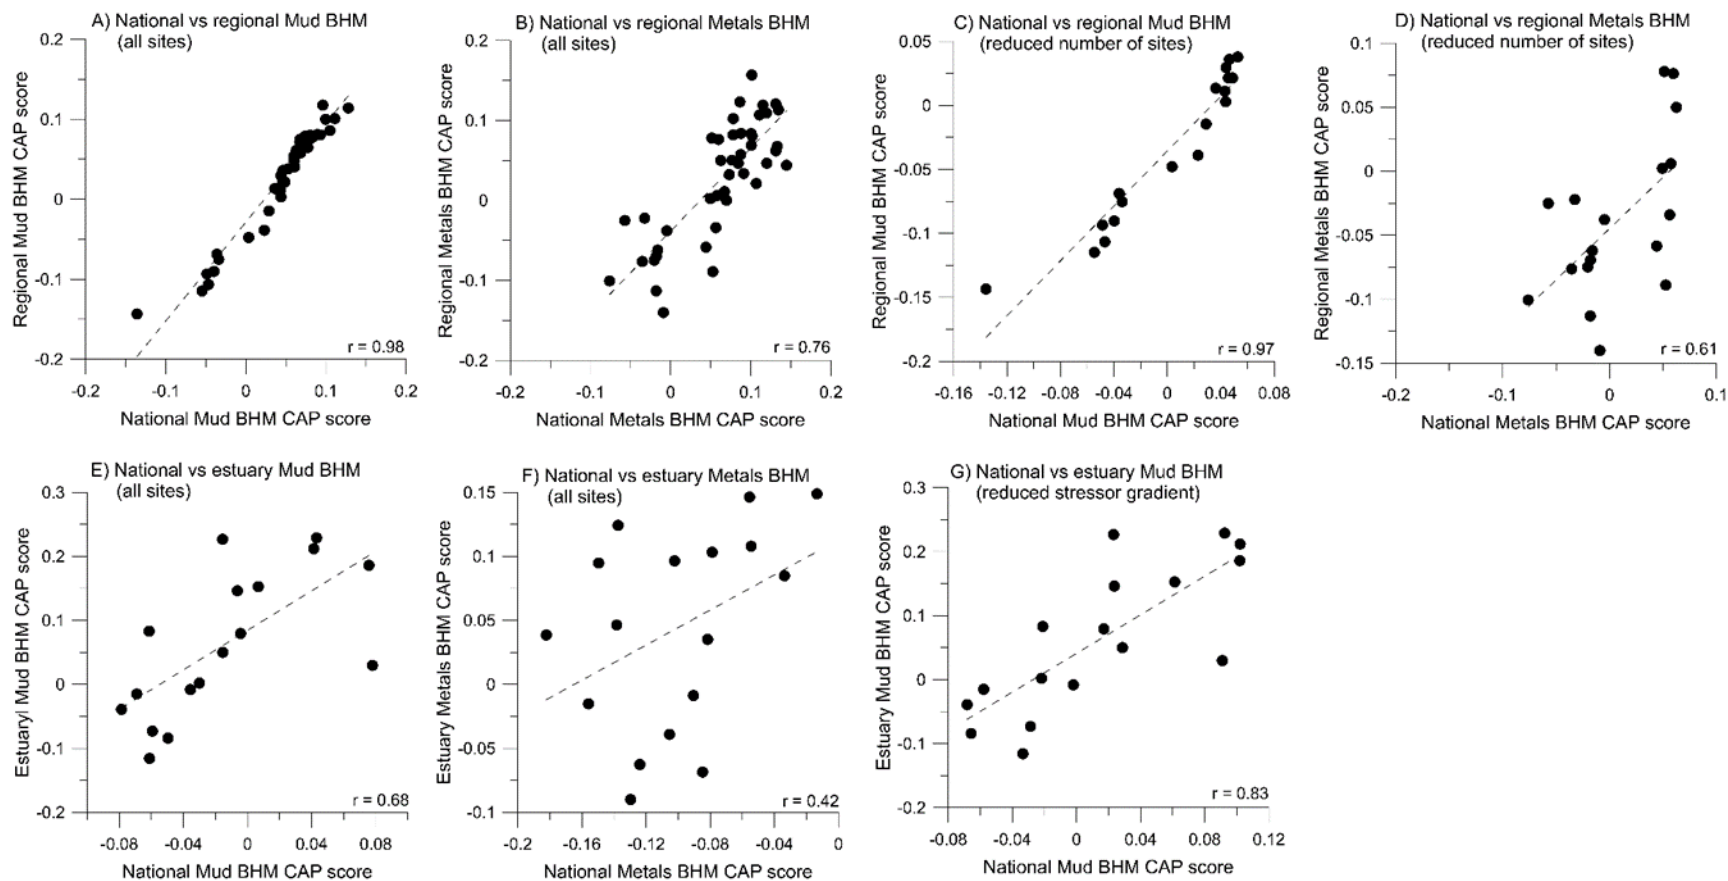 A) National vs regional Mud BHM
(all sites)
0.2
0.1
0
-0.1
-0.2
Regional Mud BHM CAP score
r = 0.98
-0.2 -0.1 0 0.1 0.2
National Mud BHM CAP score
B) National vs regional Metals BHM
(all sites)
0.2
0.1
0
-0.1
-0.2
Regional Metals BHM CAP score
r = 0.76
-0.2 -0.1 0 0.1 0.2
National Metals BHM CAP score
C) National vs regional Mud BHM
(reduced number of sites)
0.05
0
-0.05
-0.1
-0.15
-0.2
Regional Mud BHM CAP score
r = 0.97
-0.16 -0.12 -0.08 -0.04 0 0.04 0.08
National Mud BHM CAP score
D) National vs regional Metals BHM
(reduced number of sites)
0.1
0.05
0
-0.05
-0.1
-0.15
Regional Metals BHM CAP score
r = 0.61
-0.2 -0.1 0 0.1
National Metals BHM CAP score
E) National vs estuary Mud BHM
(all sites)
0.3
0.2
0.1
0
-0.1
-0.2
Estuaryl Mud BHM CAP score
r = 0.68
-0.08 -0.04 0 0.04 0.08
National Mud BHM CAP score
F) National vs estuary Metals BHM
(all sites)
0.15
0.1
0.05
0
-0.05
-0.1
Estuary Metals BHM CAP score
r = 0.42
-0.2 -0.16 -0.12 -0.08 -0.04 0
National Metals BHM CAP score
G) National vs estuary Mud BHM
(reduced stressor gradient)
0.3
0.2
0.1
0
-0.1
-0.2
Estuary Mud BHM CAP score
r = 0.83
-0.08 -0.04 0 0.04 0.08 0.12
National Mud BHM CAP score